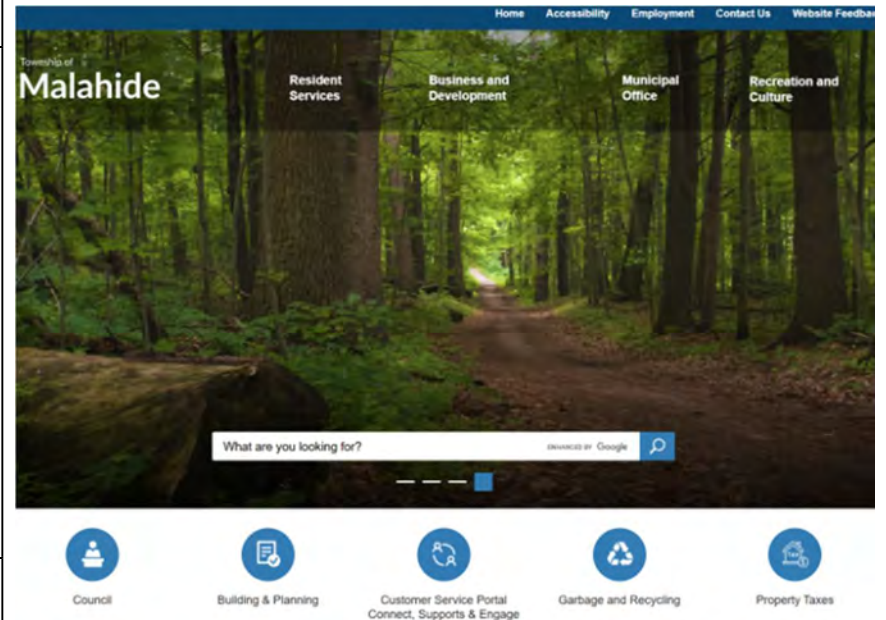 Home Accessibility Employment Contact Us Website Feedbac
Township of
Malahide
Resident
Services
Business and
Development
Municipal
Office
Recreation and
Culture
What are you looking for?
ENHANCED BY Google
Council
Building & Planning
Customer Service Portal
Connect, Supports & Engage
Garbage and Recycling
Property Taxes